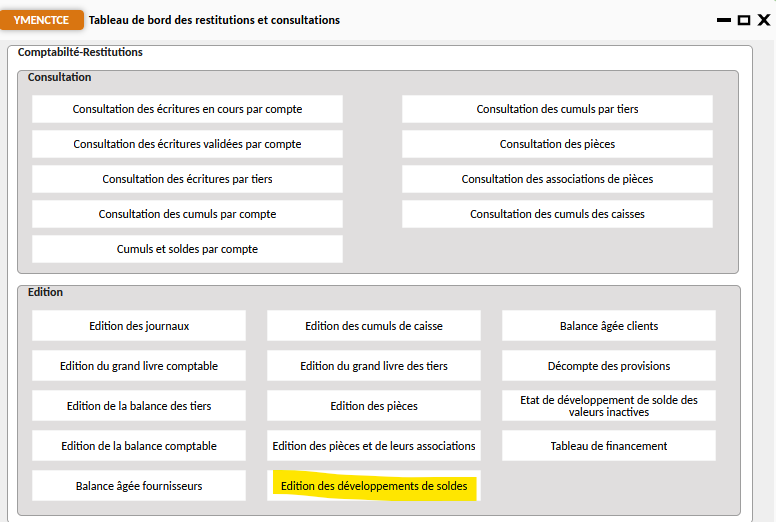 YMENCTCE Tableau de bord des restitutions et consultations
Comptabilté-Restitutions
Consultation
Consultation des écritures en cours par compte
Consultation des cumuls par tiers
Consultation des écritures validées par compte
Consultation des pièces
Consultation des écritures par tiers
Consultation des associations de pièces
Consultation des cumuls par compte
Consultation des cumuls des caisses
Cumuls et soldes par compte
Edition
Edition des journaux
Edition des cumuls de caisse
Balance âgée clients
Edition du grand livre comptable
Edition du grand livre des tiers
Décompte des provisions
Edition de la balance des tiers
Edition des pièces
Etat de développement de solde des
valeurs inactives
Edition de la balance comptable
Edition des pièces et de leurs associations
Tableau de financement
Balance âgée fournisseurs
Edition des développements de soldes